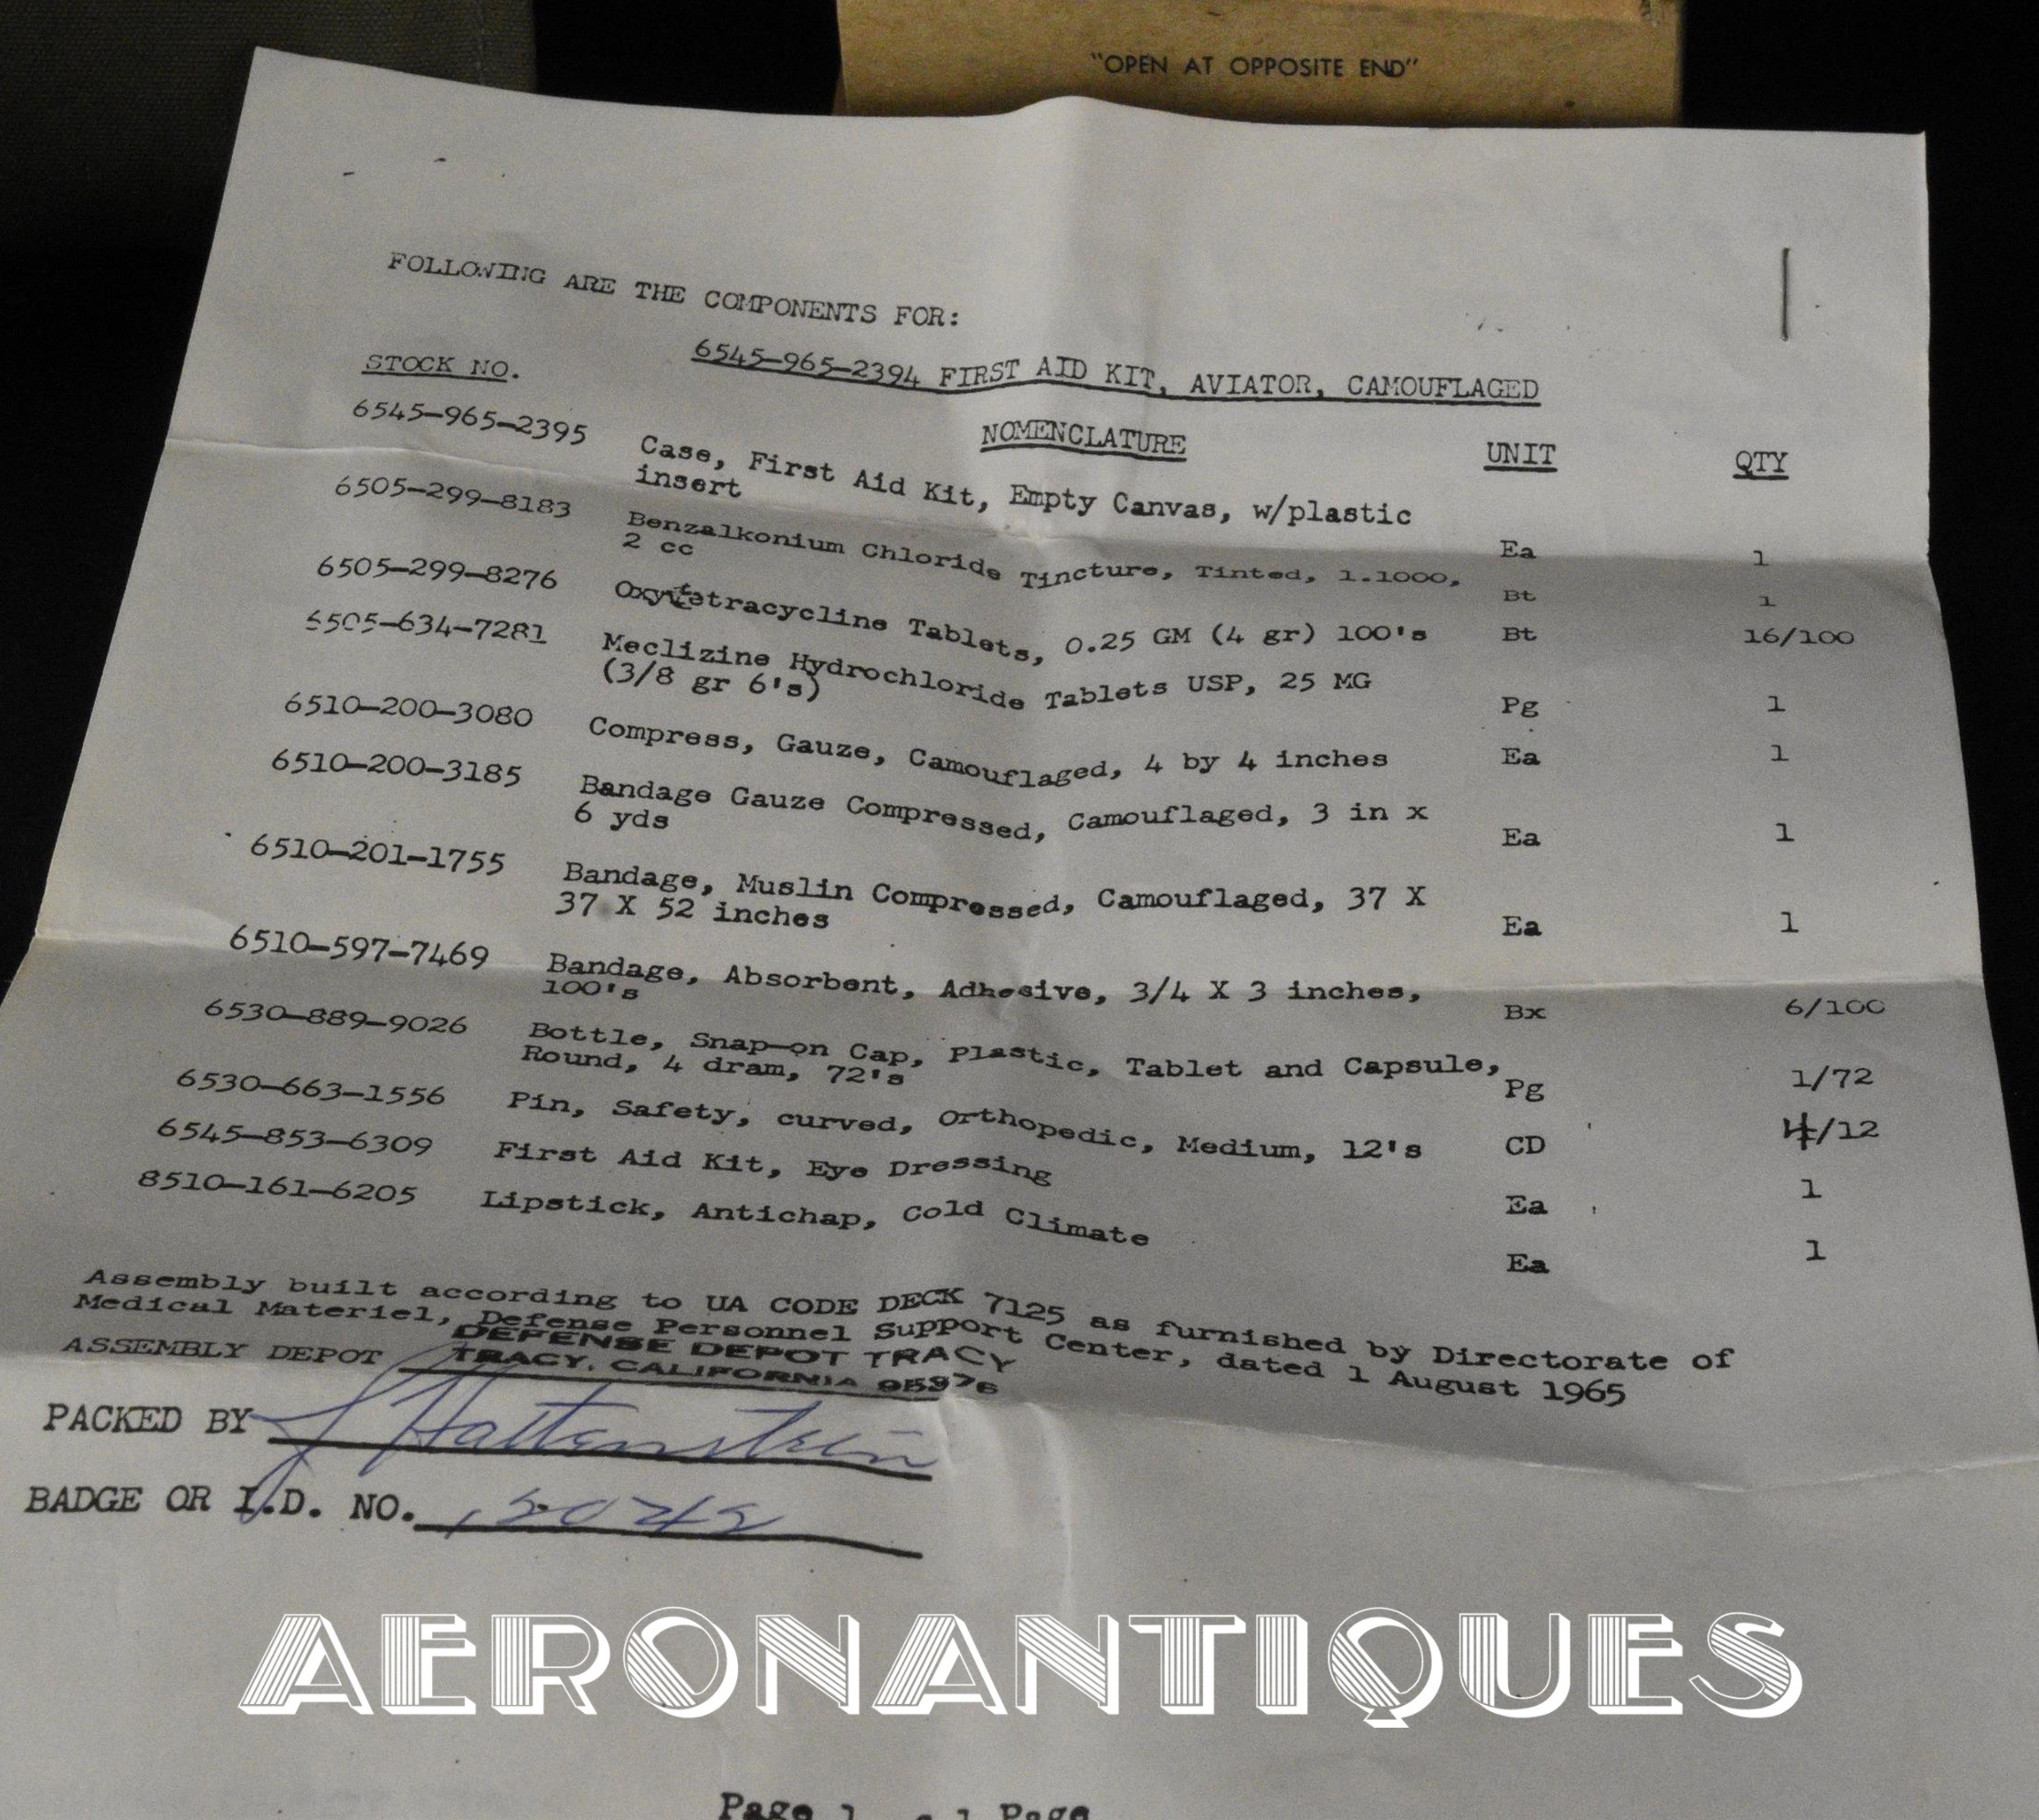 "OPEN AT OPPOSITE END"
FOLLOWING ARE THE COMPONENTS FOR:
6545-965-2394 FIRST AID KIT, AVIATOR, CAMOUFLAGED
STOCK NO. NOMENCLATURE UNIT QTY
6545-965-2395 Case, First Aid Kit, Empty Canvas, w/plastic
insert Ea 1
6505-299-8183 Benzalkonium Chloride Tincture, Tinted, 1.1000,
2 cc Bt 1
6505-299-8276 Oxytetracycline Tablets, 0.25 GM (4 gr) 100's Bt 16/100
6505-634-7281 Meclizine Hydrochloride Tablets USP, 25 MG
(3/8 gr 6's) Pg 1
6510-200-3080 Compress, Gauze, Camouflaged, 4 by 4 inches Ea 1
6510-200-3185 Bandage Gauze Compressed, Camouflaged, 3 in x
6 yds Ea 1
6510-201-1755 Bandage, Muslin Compressed, Camouflaged, 37 X
37 X 52 inches Ea 1
6510-597-7469 Bandage, Absorbent, Adhesive, 3/4 X 3 inches,
100's Bx 6/100
6530-889-9026 Bottle, Snap-on Cap, Plastic, Tablet and Capsule,
Round, 4 dram, 72's Pg 1/72
6530-663-1556 Pin, Safety, curved, Orthopedic, Medium, 12's CD 4/12
6545-853-6309 First Aid Kit, Eye Dressing Ea 1
8510-161-6205 Lipstick, Antichap, Cold Climate Ea 1
Assembly built according to UA CODE DECK 7125 as furnished by Directorate of
Medical Materiel, Defense Personnel Support Center, dated 1 August 1965
DEFENSE DEPOT TRACY
ASSEMBLY DEPOT TRACY, CALIFORNIA 95376
PACKED BY Hattenstein
BADGE OR I.D. NO.
AERONANTIQUES
Page 1 1 Page